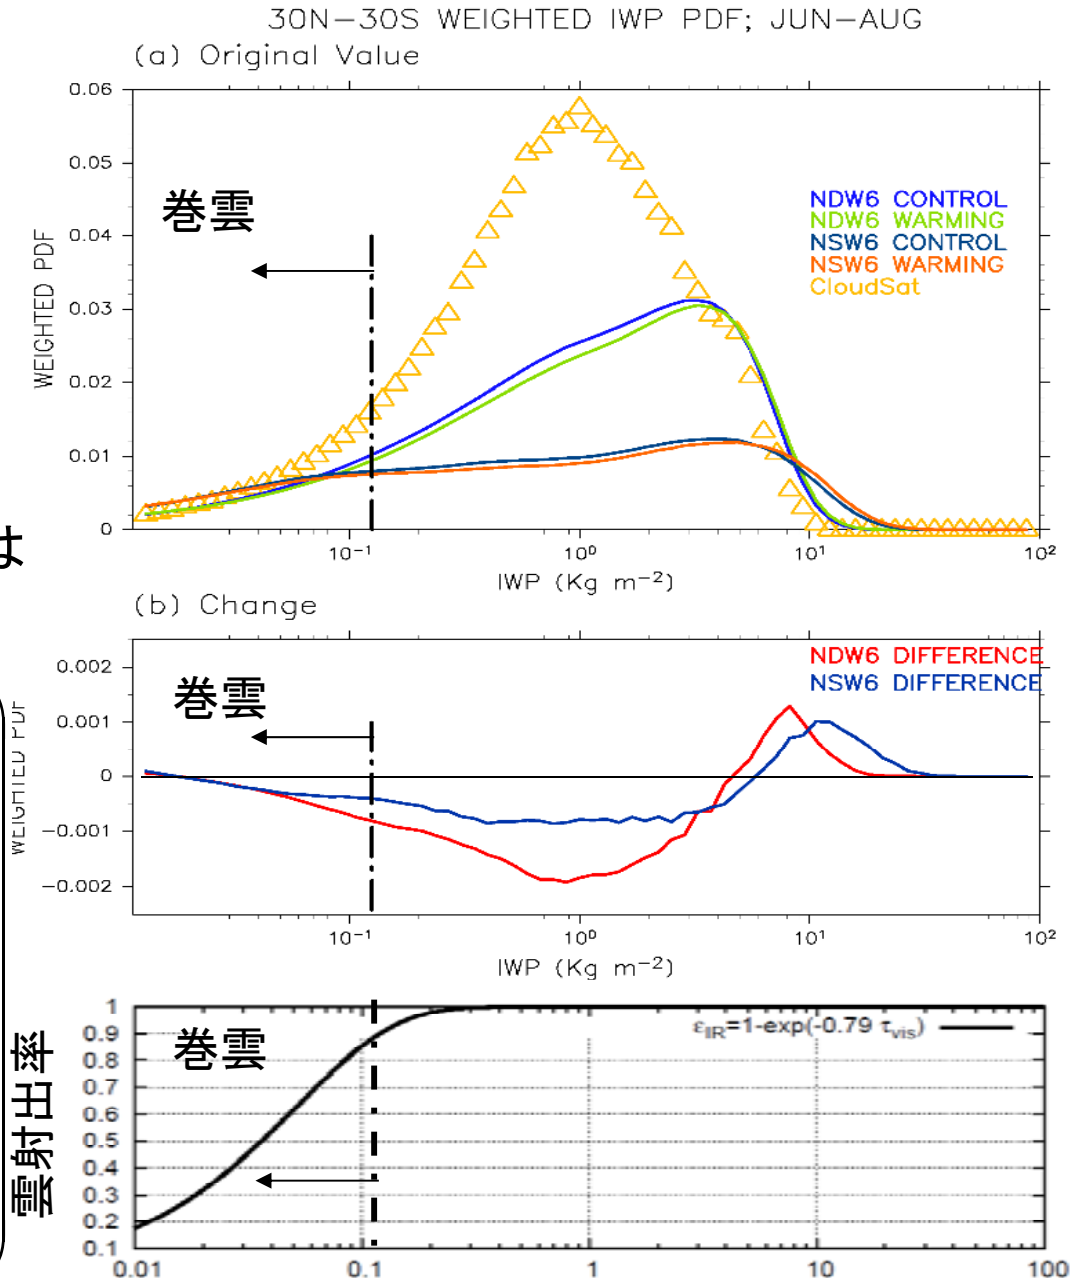 30N-30S WEIGHTED IWP PDF; JUN-AUG
(a) Original Value
0.06
0.05
0.04
0.03
0.02
0.01
0
WEIGHTED PDF
巻雲
NDW6 CONTROL
NDW6 WARMING
NSW6 CONTROL
NSW6 WARMING
CloudSat
10⁻¹
10⁰
10¹
10²
IWP (Kg m⁻²)
は
(b) Change
0.002
0.001
0
-0.001
-0.002
WEIGHTED PDF
巻雲
NDW6 DIFFERENCE
NSW6 DIFFERENCE
10⁻¹
10⁰
10¹
10²
IWP (Kg m⁻²)
雲射出率
1
0.9
0.8
0.7
0.6
0.5
0.4
0.3
0.2
0.1
巻雲
εIR=1-exp(-0.79 τvis)
0.01
0.1
1
10
100